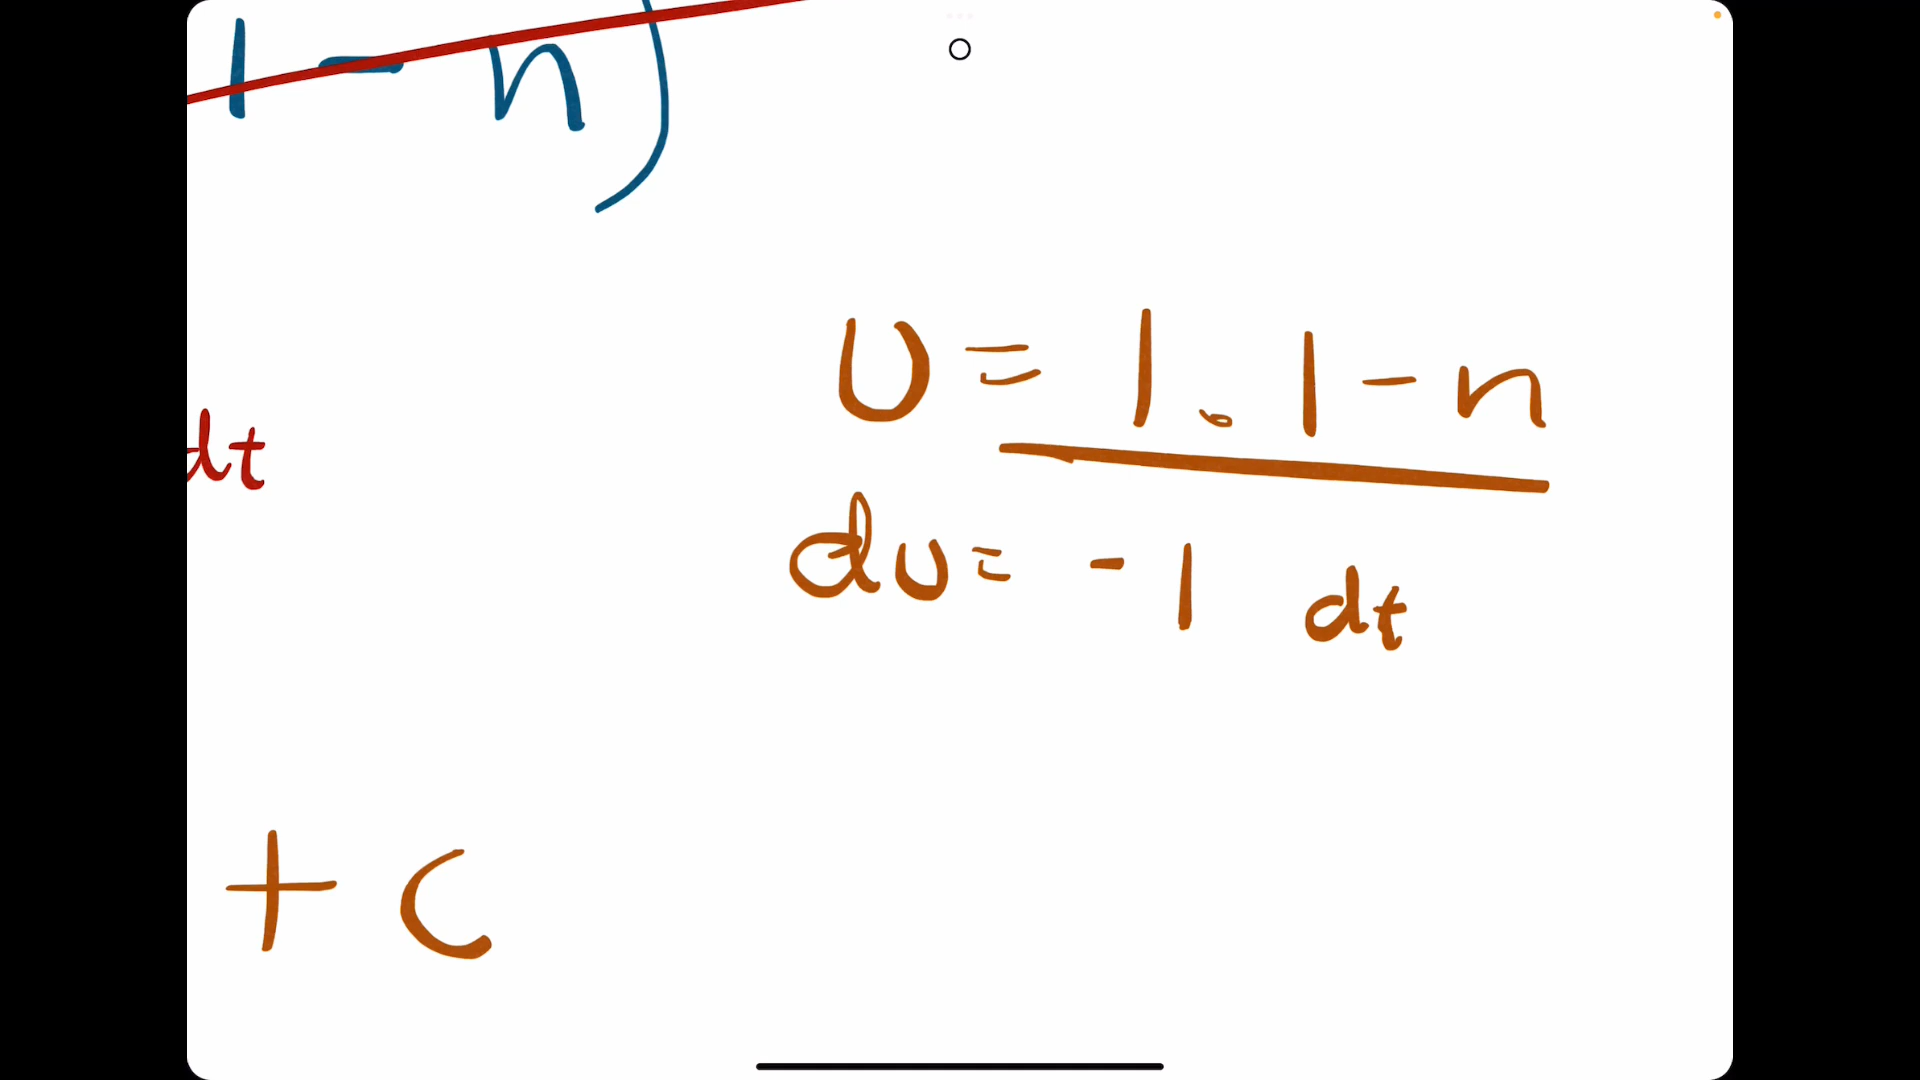 1 - n)
U = 1.1 - n
dt
du = -1 dt
+ C